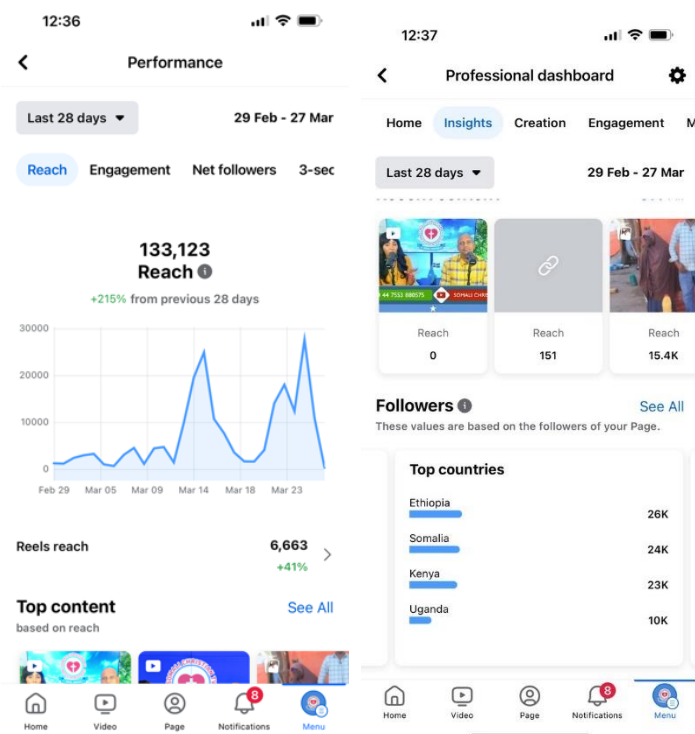 12:36
Performance
Last 28 days
29 Feb - 27 Mar
Reach Engagement Net followers 3-sec
133,123
Reach
+215% from previous 28 days
30000
20000
10000
0
Feb 29 Mar 05 Mar 09 Mar 14 Mar 18 Mar 23
Reels reach 6,663
+41%
Top content See All
based on reach
8
Home Video Page Notifications Menu
12:37
Professional dashboard
Home Insights Creation Engagement M
Last 28 days
29 Feb - 27 Mar
44 7553 686575 SOMALI CHRIS
Reach Reach Reach
0 151 15.4K
Followers See All
These values are based on the followers of your Page.
Top countries
Ethiopia
26K
Somalia
24K
Kenya
23K
Uganda
10K
8
Home Video Page Notifications Menu